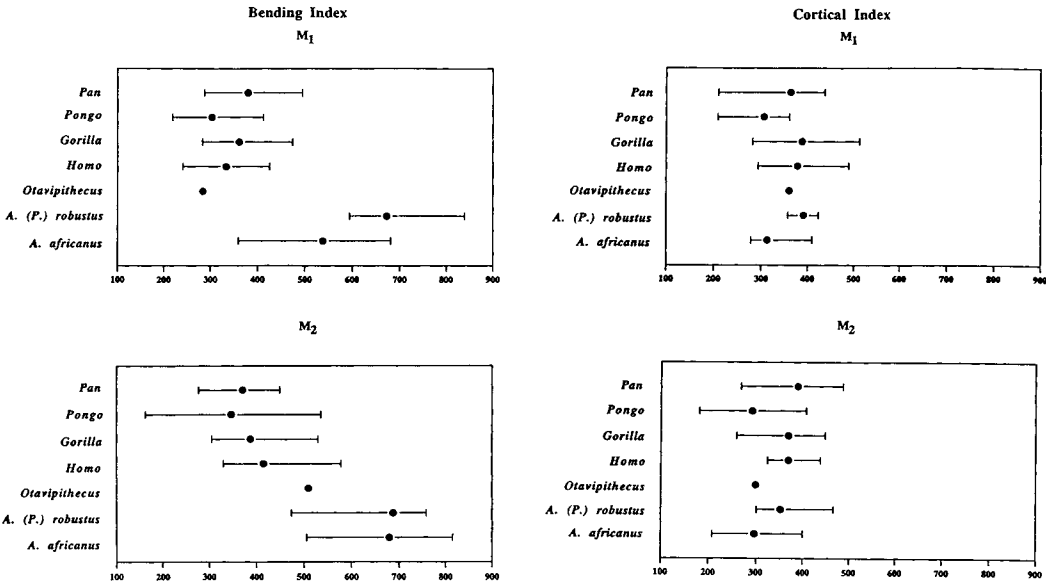 Bending Index
M1
Pan
Pongo
Gorilla
Homo
Otavipithecus
A. (P.) robustus
A. africanus
100 200 300 400 500 600 700 800 900
M2
Pan
Pongo
Gorilla
Homo
Otavipithecus
A. (P.) robustus
A. africanus
100 200 300 400 500 600 700 800 900
Cortical Index
M1
Pan
Pongo
Gorilla
Homo
Otavipithecus
A. (P.) robustus
A. africanus
100 200 300 400 500 600 700 800 900
M2
Pan
Pongo
Gorilla
Homo
Otavipithecus
A. (P.) robustus
A. africanus
100 200 300 400 500 600 700 800 900